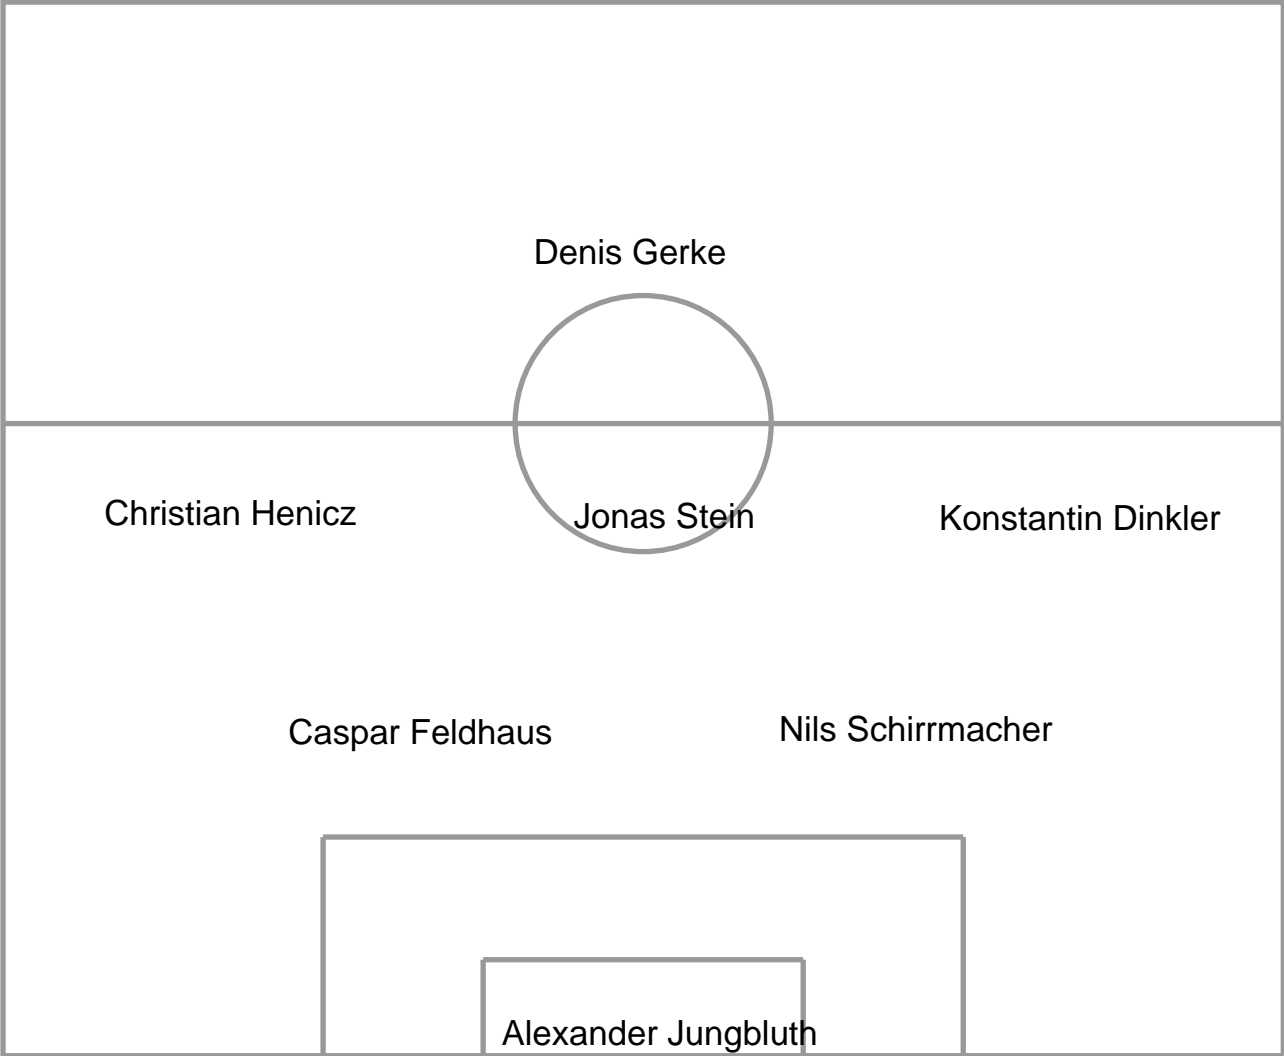 Denis Gerke
Christian Henicz
Jonas Stein
Konstantin Dinkler
Caspar Feldhaus
Nils Schirrmacher
Alexander Jungbluth